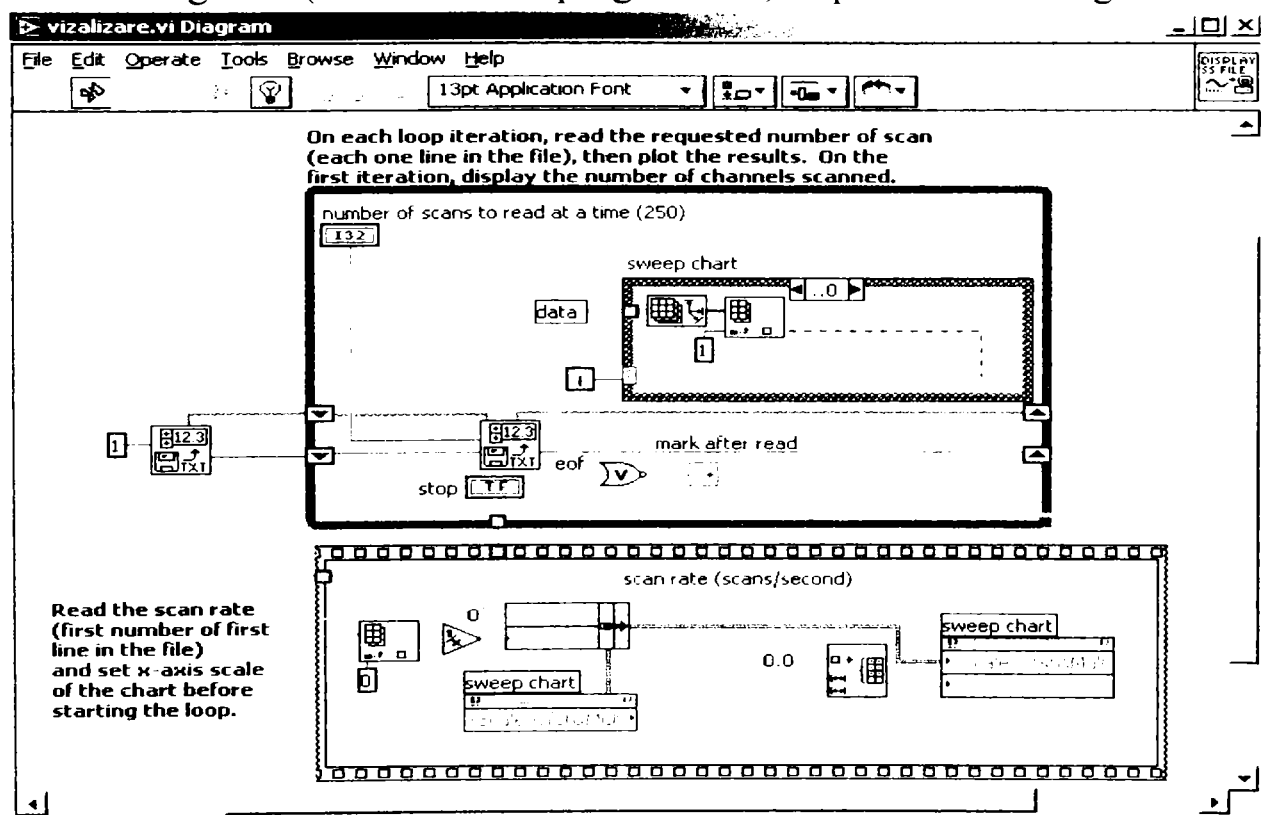 vizalizare.vi Diagram
File Edit Operate Tools Browse Window Help
DISPLAY
SS FILE
13pt Application Font
On each loop iteration, read the requested number of scan
(each one line in the file), then plot the results. On the
first iteration, display the number of channels scanned.
number of scans to read at a time (250)
I32
sweep chart
..0
data
1
i
1
12.3
TXT
12.3
TXT
mark after read
eof
V
stop TF
scan rate (scans/second)
Read the scan rate
(first number of first
line in the file)
and set x-axis scale
of the chart before
starting the loop.
0
0
sweep chart
0.0
sweep chart